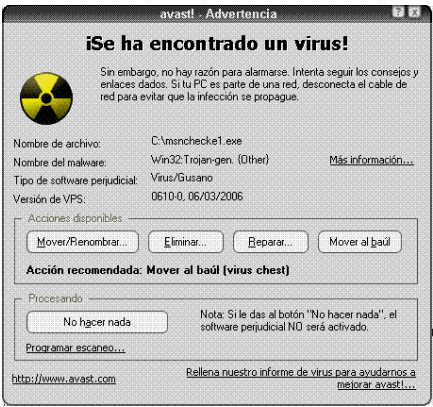 avast! - Advertencia
¡Se ha encontrado un virus!
Sin embargo, no hay razón para alarmarse. Intenta seguir los consejos y
enlaces dados. Si tu PC es parte de una red, desconecta el cable de
red para evitar que la infección se propague.
Nombre de archivo: C:\msnchecke1.exe
Nombre del malware: Win32:Trojan-gen. {Other} Más información...
Tipo de software perjudicial: Virus/Gusano
Versión de VPS: 0610-0, 06/03/2006
Acciones disponibles
Mover/Renombrar... Eliminar... Reparar... Mover al baúl
Acción recomendada: Mover al baúl (virus chest)
Procesando
No hacer nada
Nota: Si le das al botón "No hacer nada", el
software perjudicial NO será activado.
Programar escaneo...
http://www.avast.com
Rellena nuestro informe de virus para ayudarnos a
mejorar avast!...